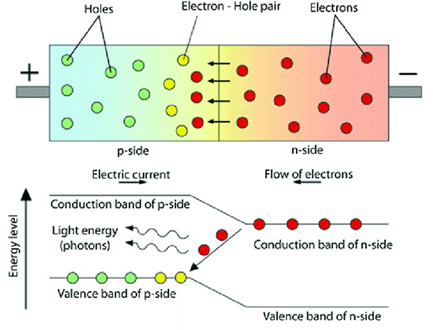 Holes
Electron - Hole pair
Electrons
+
–
p-side
n-side
Electric current
Flow of electrons
Conduction band of p-side
Light energy
(photons)
Conduction band of n-side
Energy level
Valence band of p-side
Valence band of n-side